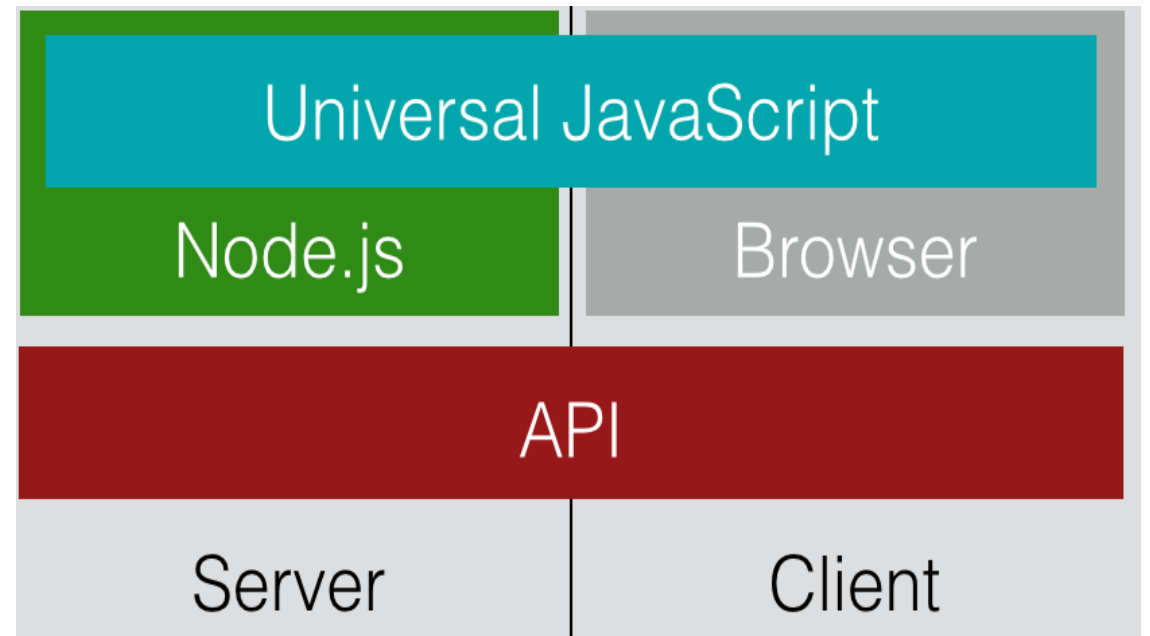 Universal JavaScript
Node.js
Browser
API
Server
Client